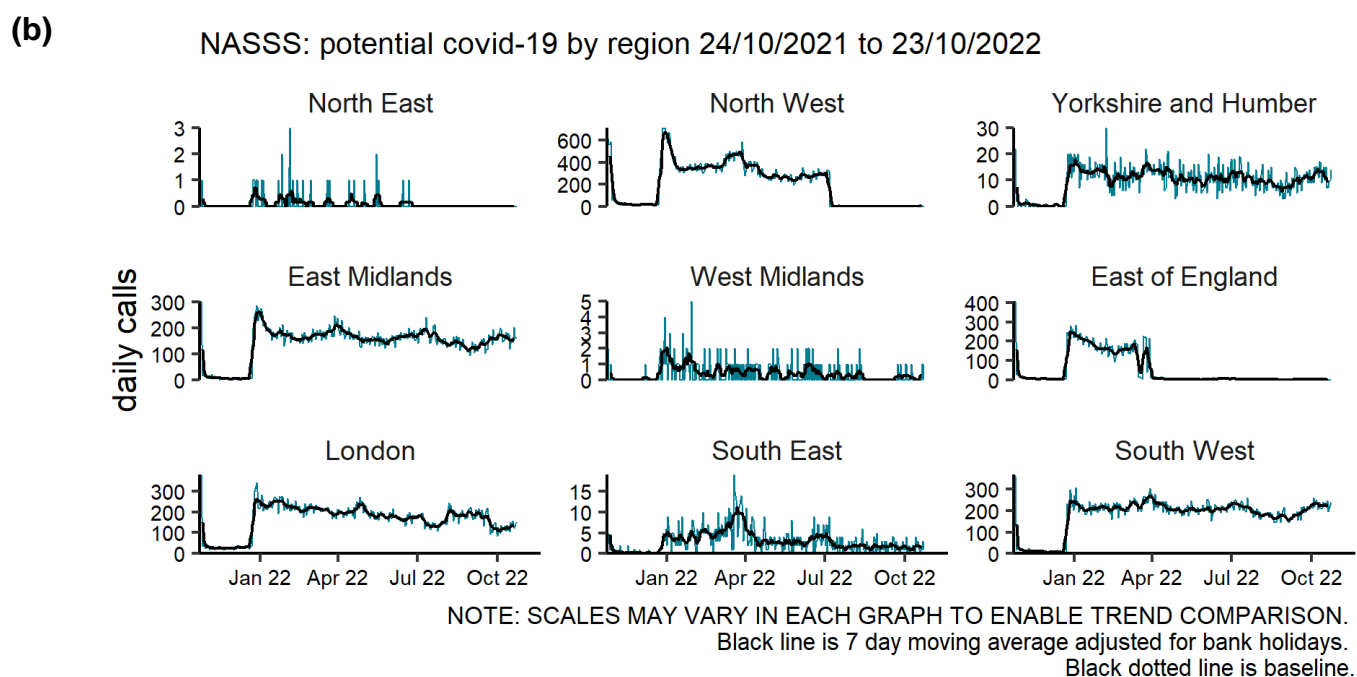 (b)
NASSS: potential covid-19 by region 24/10/2021 to 23/10/2022
North East
3
2
1
0
North West
600
400
200
0
Yorkshire and Humber
30
20
10
0
daily calls
East Midlands
300
200
100
0
West Midlands
5
4
3
2
2
1
0
East of England
400
300
200
100
0
London
300
200
100
0
Jan 22 Apr 22 Jul 22 Oct 22
South East
15
10
5
0
Jan 22 Apr 22 Jul 22 Oct 22
South West
300
200
100
0
Jan 22 Apr 22 Jul 22 Oct 22
NOTE: SCALES MAY VARY IN EACH GRAPH TO ENABLE TREND COMPARISON.
Black line is 7 day moving average adjusted for bank holidays.
Black dotted line is baseline.